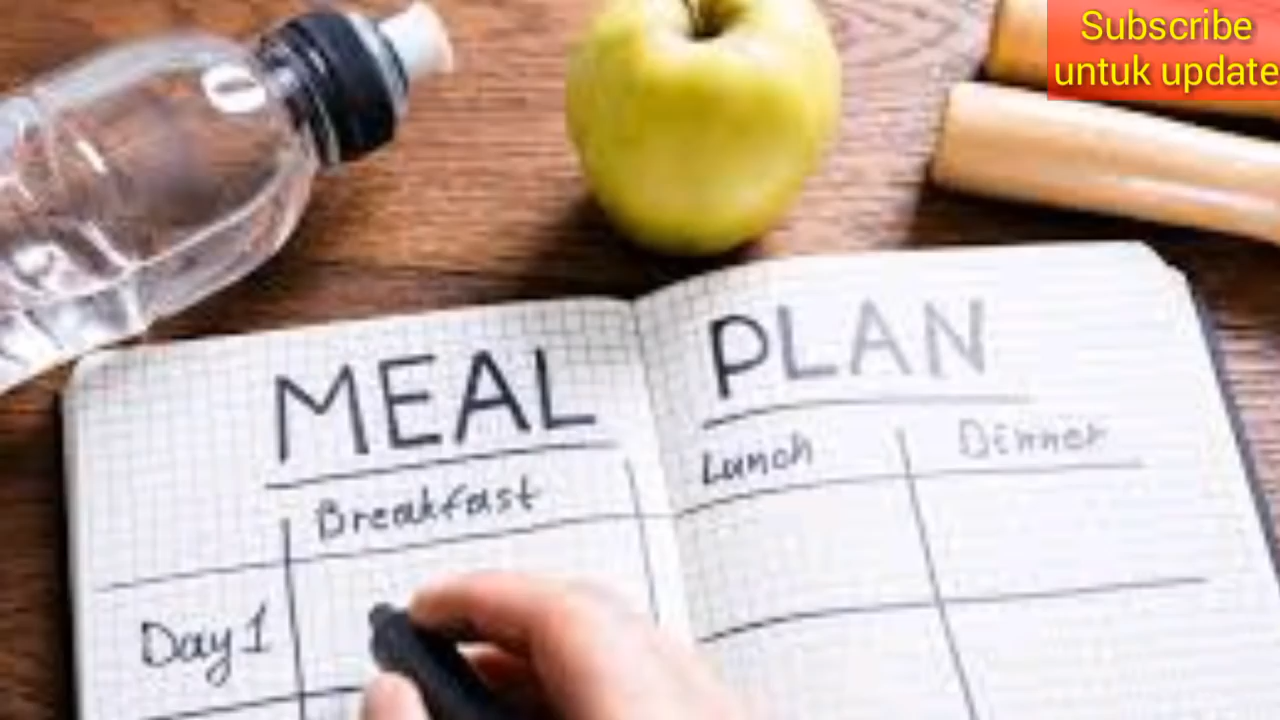 Subscribe
untuk update
MEAL PLAN
Breakfast Lunch Dinner
Day 1